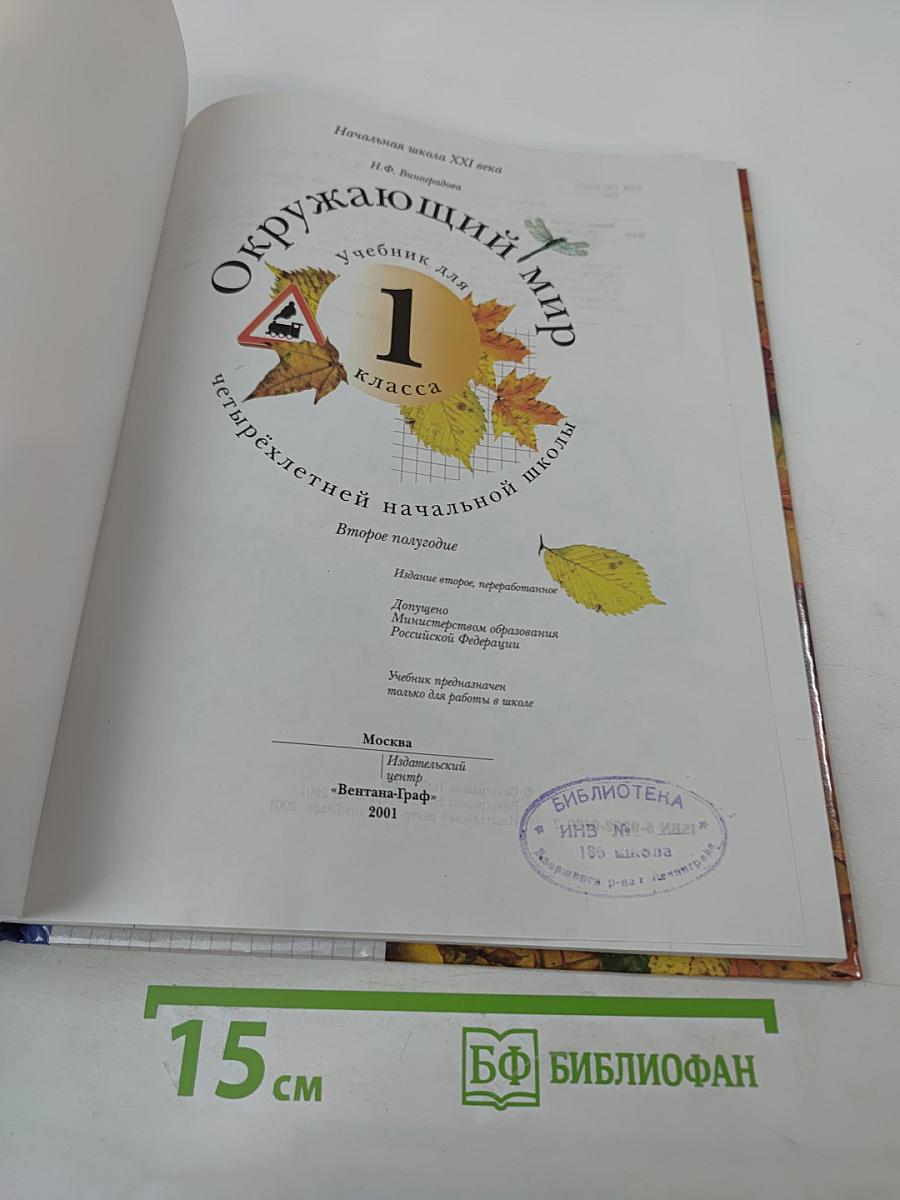 Начальная школа XXI века
Н.Ф. Виноградова
Окружающий мир
Учебник для
1
класса
четырёхлетней начальной школы
Второе полугодие
Издание второе, переработанное
Допущено
Министерством образования
Российской Федерации
Учебник предназначен
только для работы в школе
Москва
Издательский
центр
«Вентана-Граф»
2001
БИБЛИОТЕКА
ИНВ №
185 школа
р-на г Ленинграда
15 см
БФ БИБЛИОФАН